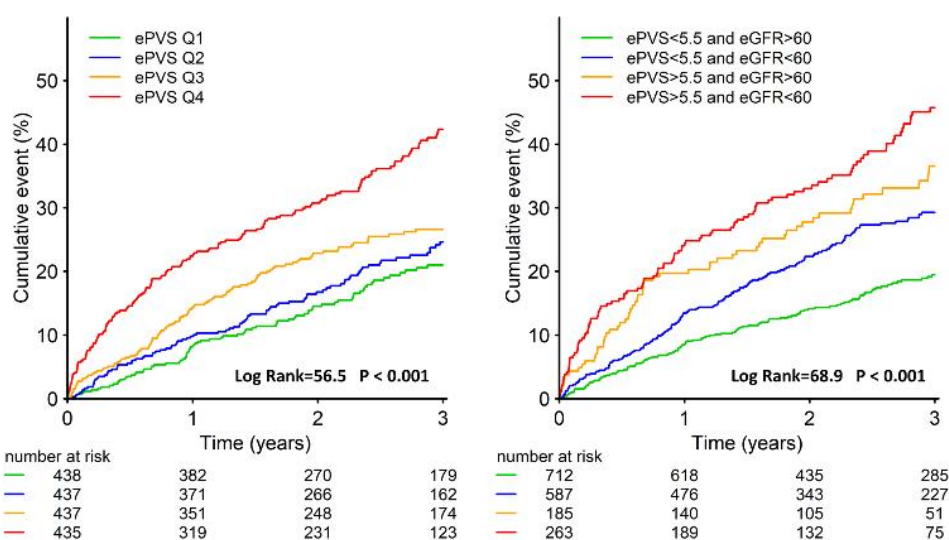 ePVS Q1
ePVS Q2
ePVS Q3
ePVS Q4
Cumulative event (%)
50
40
30
20
10
0
Log Rank=56.5 P < 0.001
0 1 2 3
Time (years)
number at risk
438 382 270 179
437 371 266 162
437 351 248 174
435 319 231 123
ePVS<5.5 and eGFR>60
ePVS<5.5 and eGFR<60
ePVS>5.5 and eGFR>60
ePVS>5.5 and eGFR<60
Cumulative event (%)
50
40
30
20
10
0
Log Rank=68.9 P < 0.001
0 1 2 3
Time (years)
number at risk
712 618 435 285
587 476 343 227
185 140 105 51
263 189 132 75